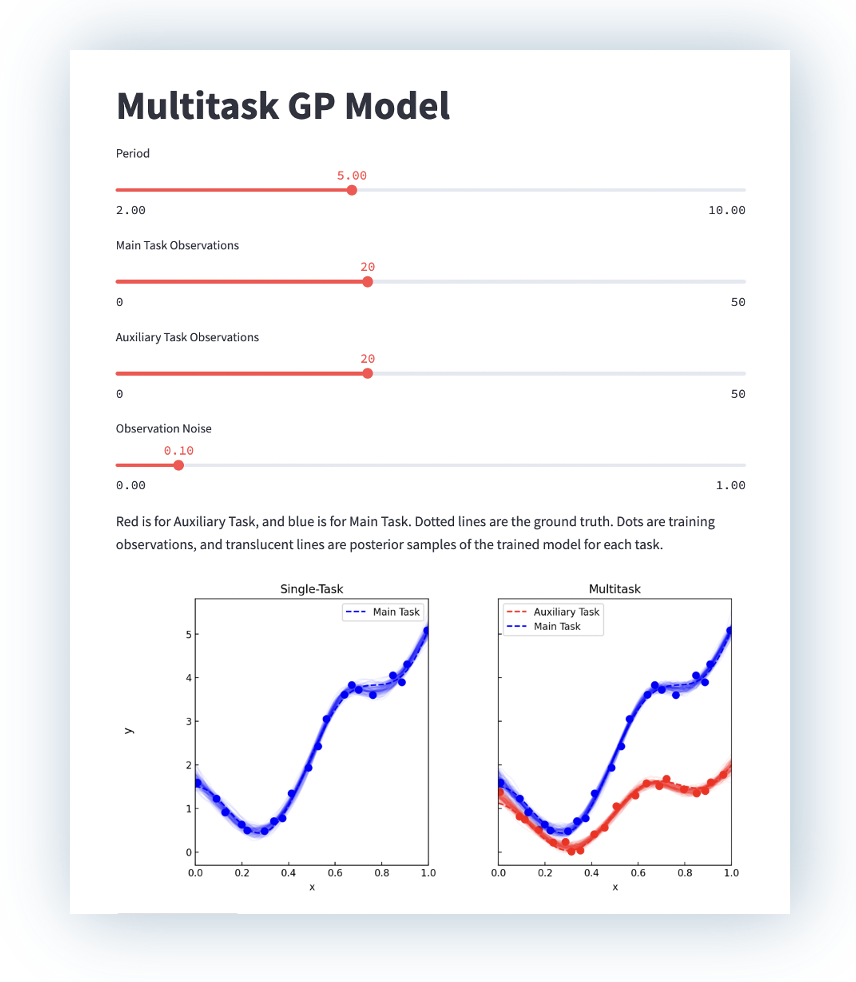 Multitask GP Model
Period
5.00
2.00 10.00
Main Task Observations
20
0 50
Auxiliary Task Observations
20
0 50
Observation Noise
0.10
0.00 1.00
Red is for Auxiliary Task, and blue is for Main Task. Dotted lines are the ground truth. Dots are training
observations, and translucent lines are posterior samples of the trained model for each task.
Single-Task
Main Task
5
4
3
2
1
0
y
0.0 0.2 0.4 0.6 0.8 1.0
x
Multitask
Auxiliary Task
Main Task
0.0 0.2 0.4 0.6 0.8 1.0
x